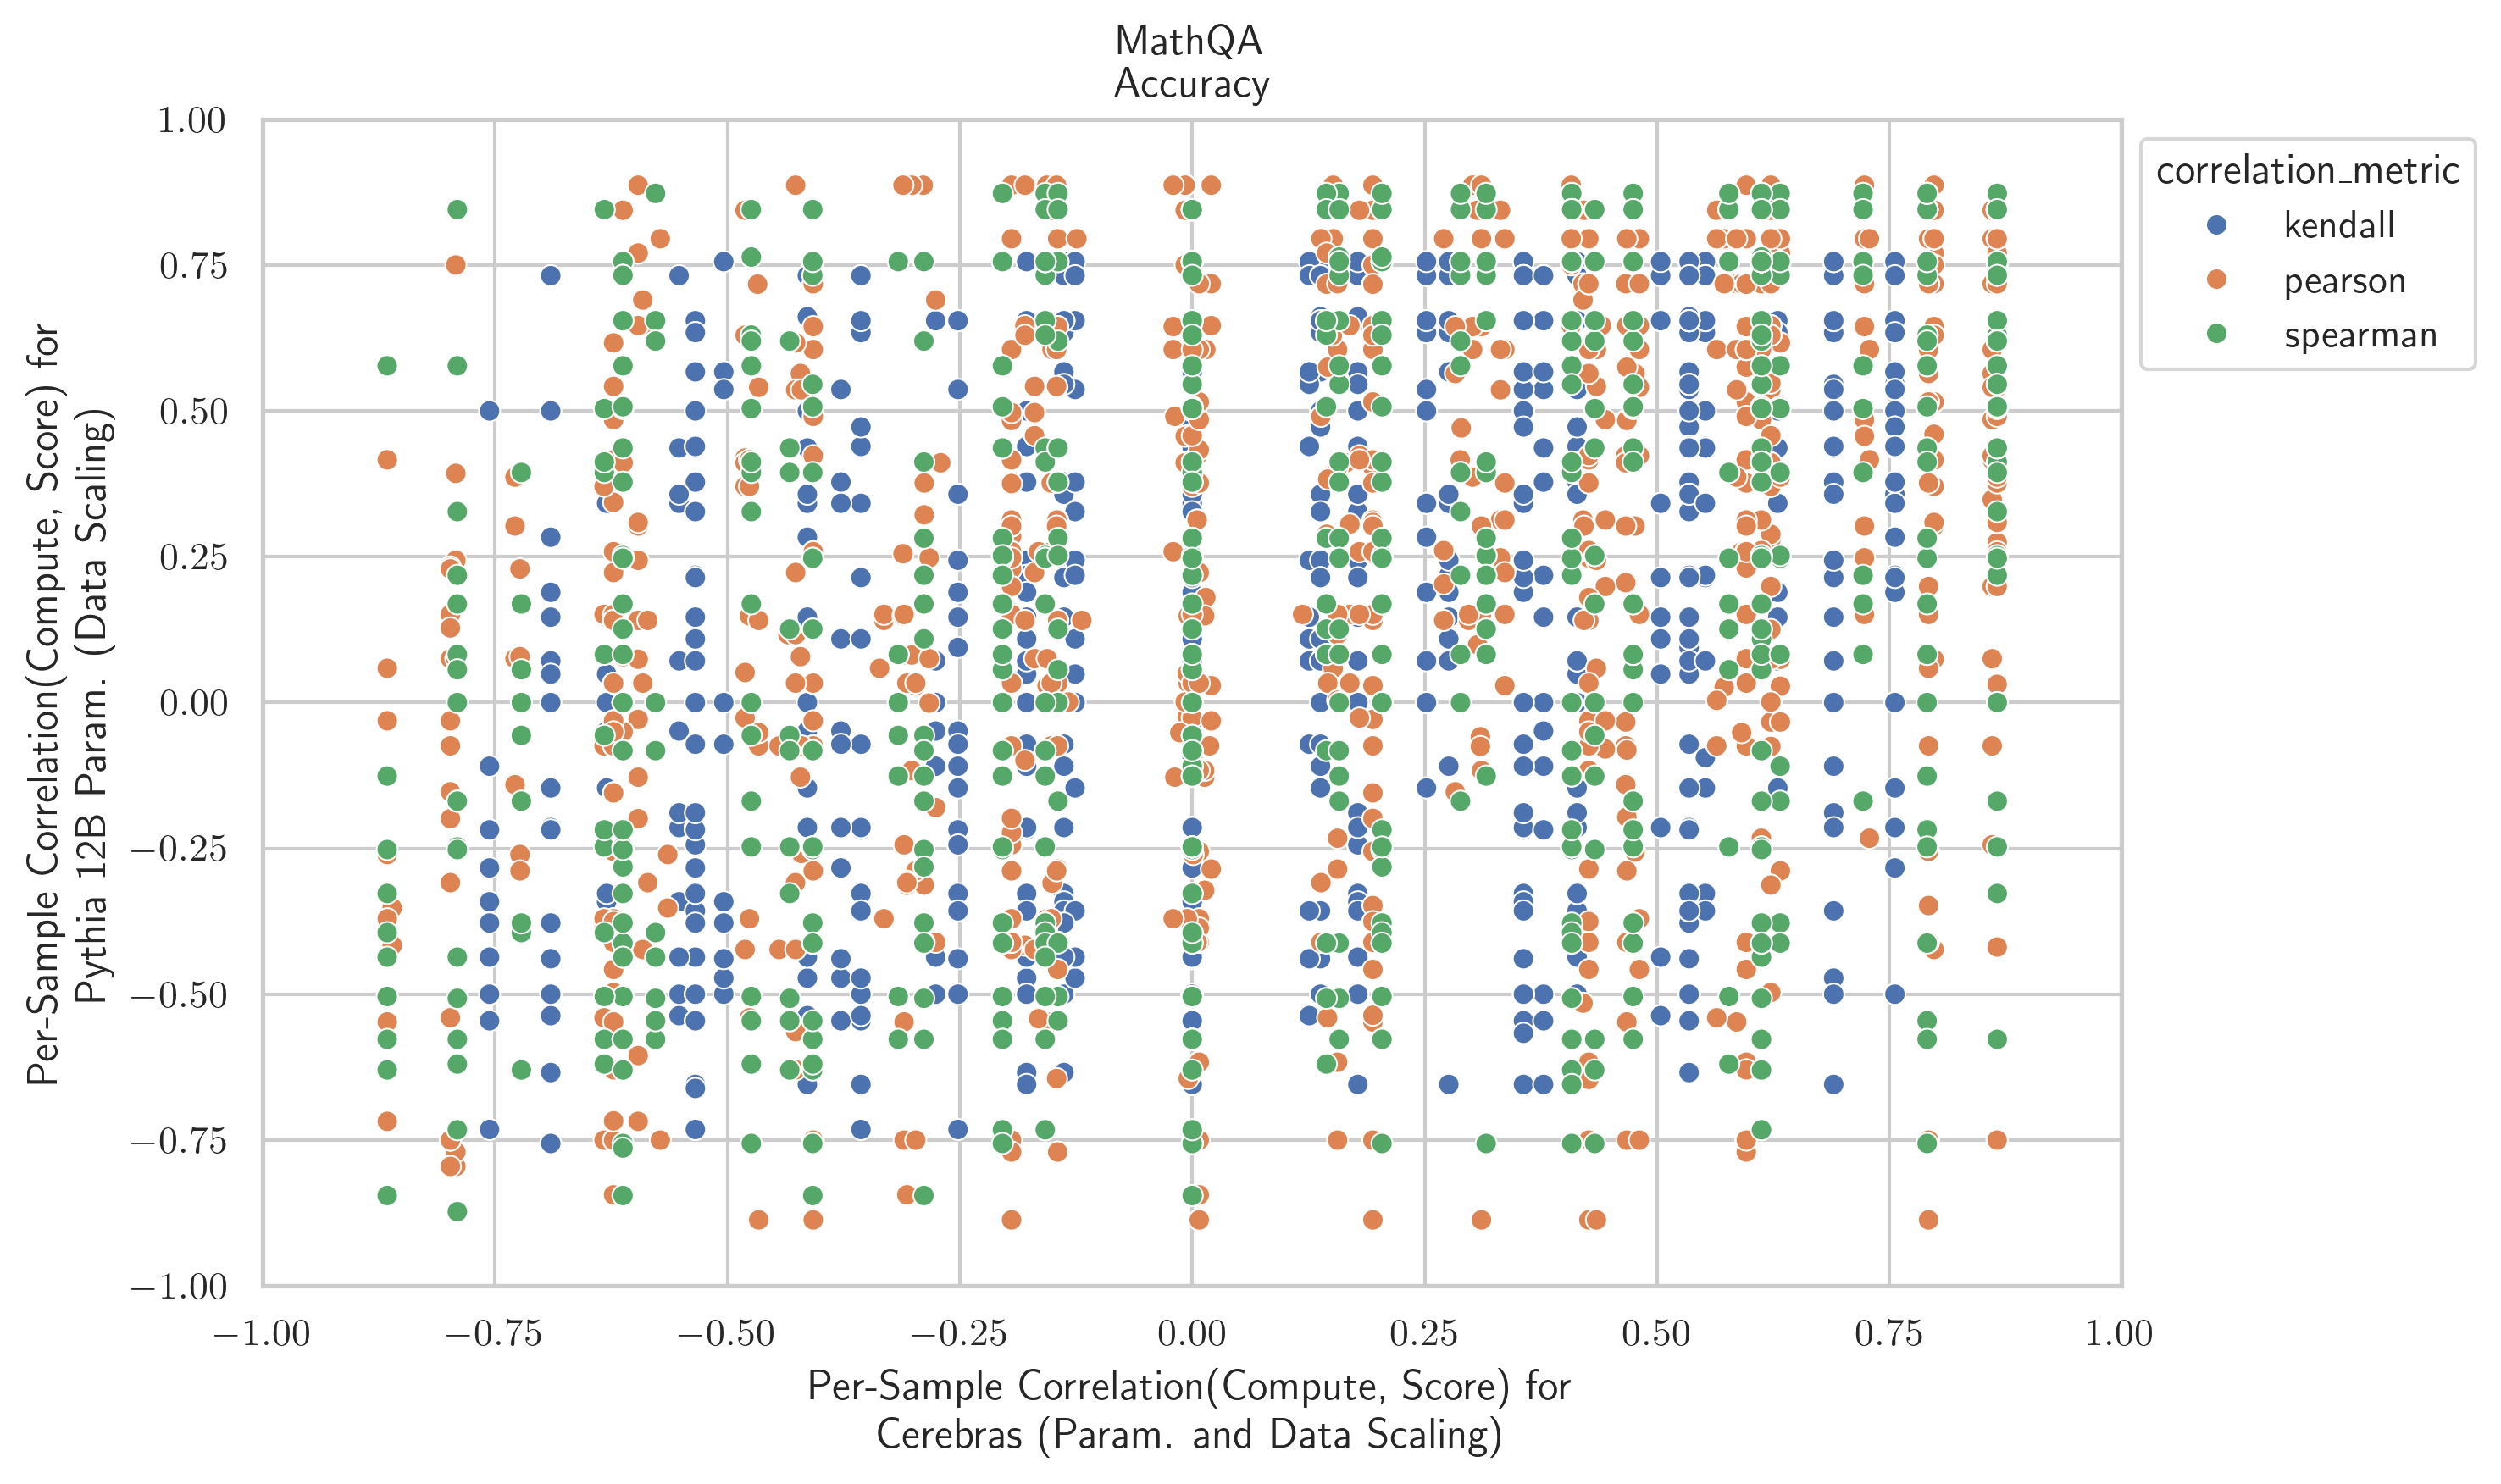 MathQA
Accuracy
1.00
0.75
0.50
0.25
0.00
−0.25
−0.50
−0.75
−1.00
Per-Sample Correlation(Compute, Score) for
Pythia 12B Param. (Data Scaling)
−1.00 −0.75 −0.50 −0.25 0.00 0.25 0.50 0.75 1.00
Per-Sample Correlation(Compute, Score) for
Cerebras (Param. and Data Scaling)
correlation_metric
kendall
pearson
spearman